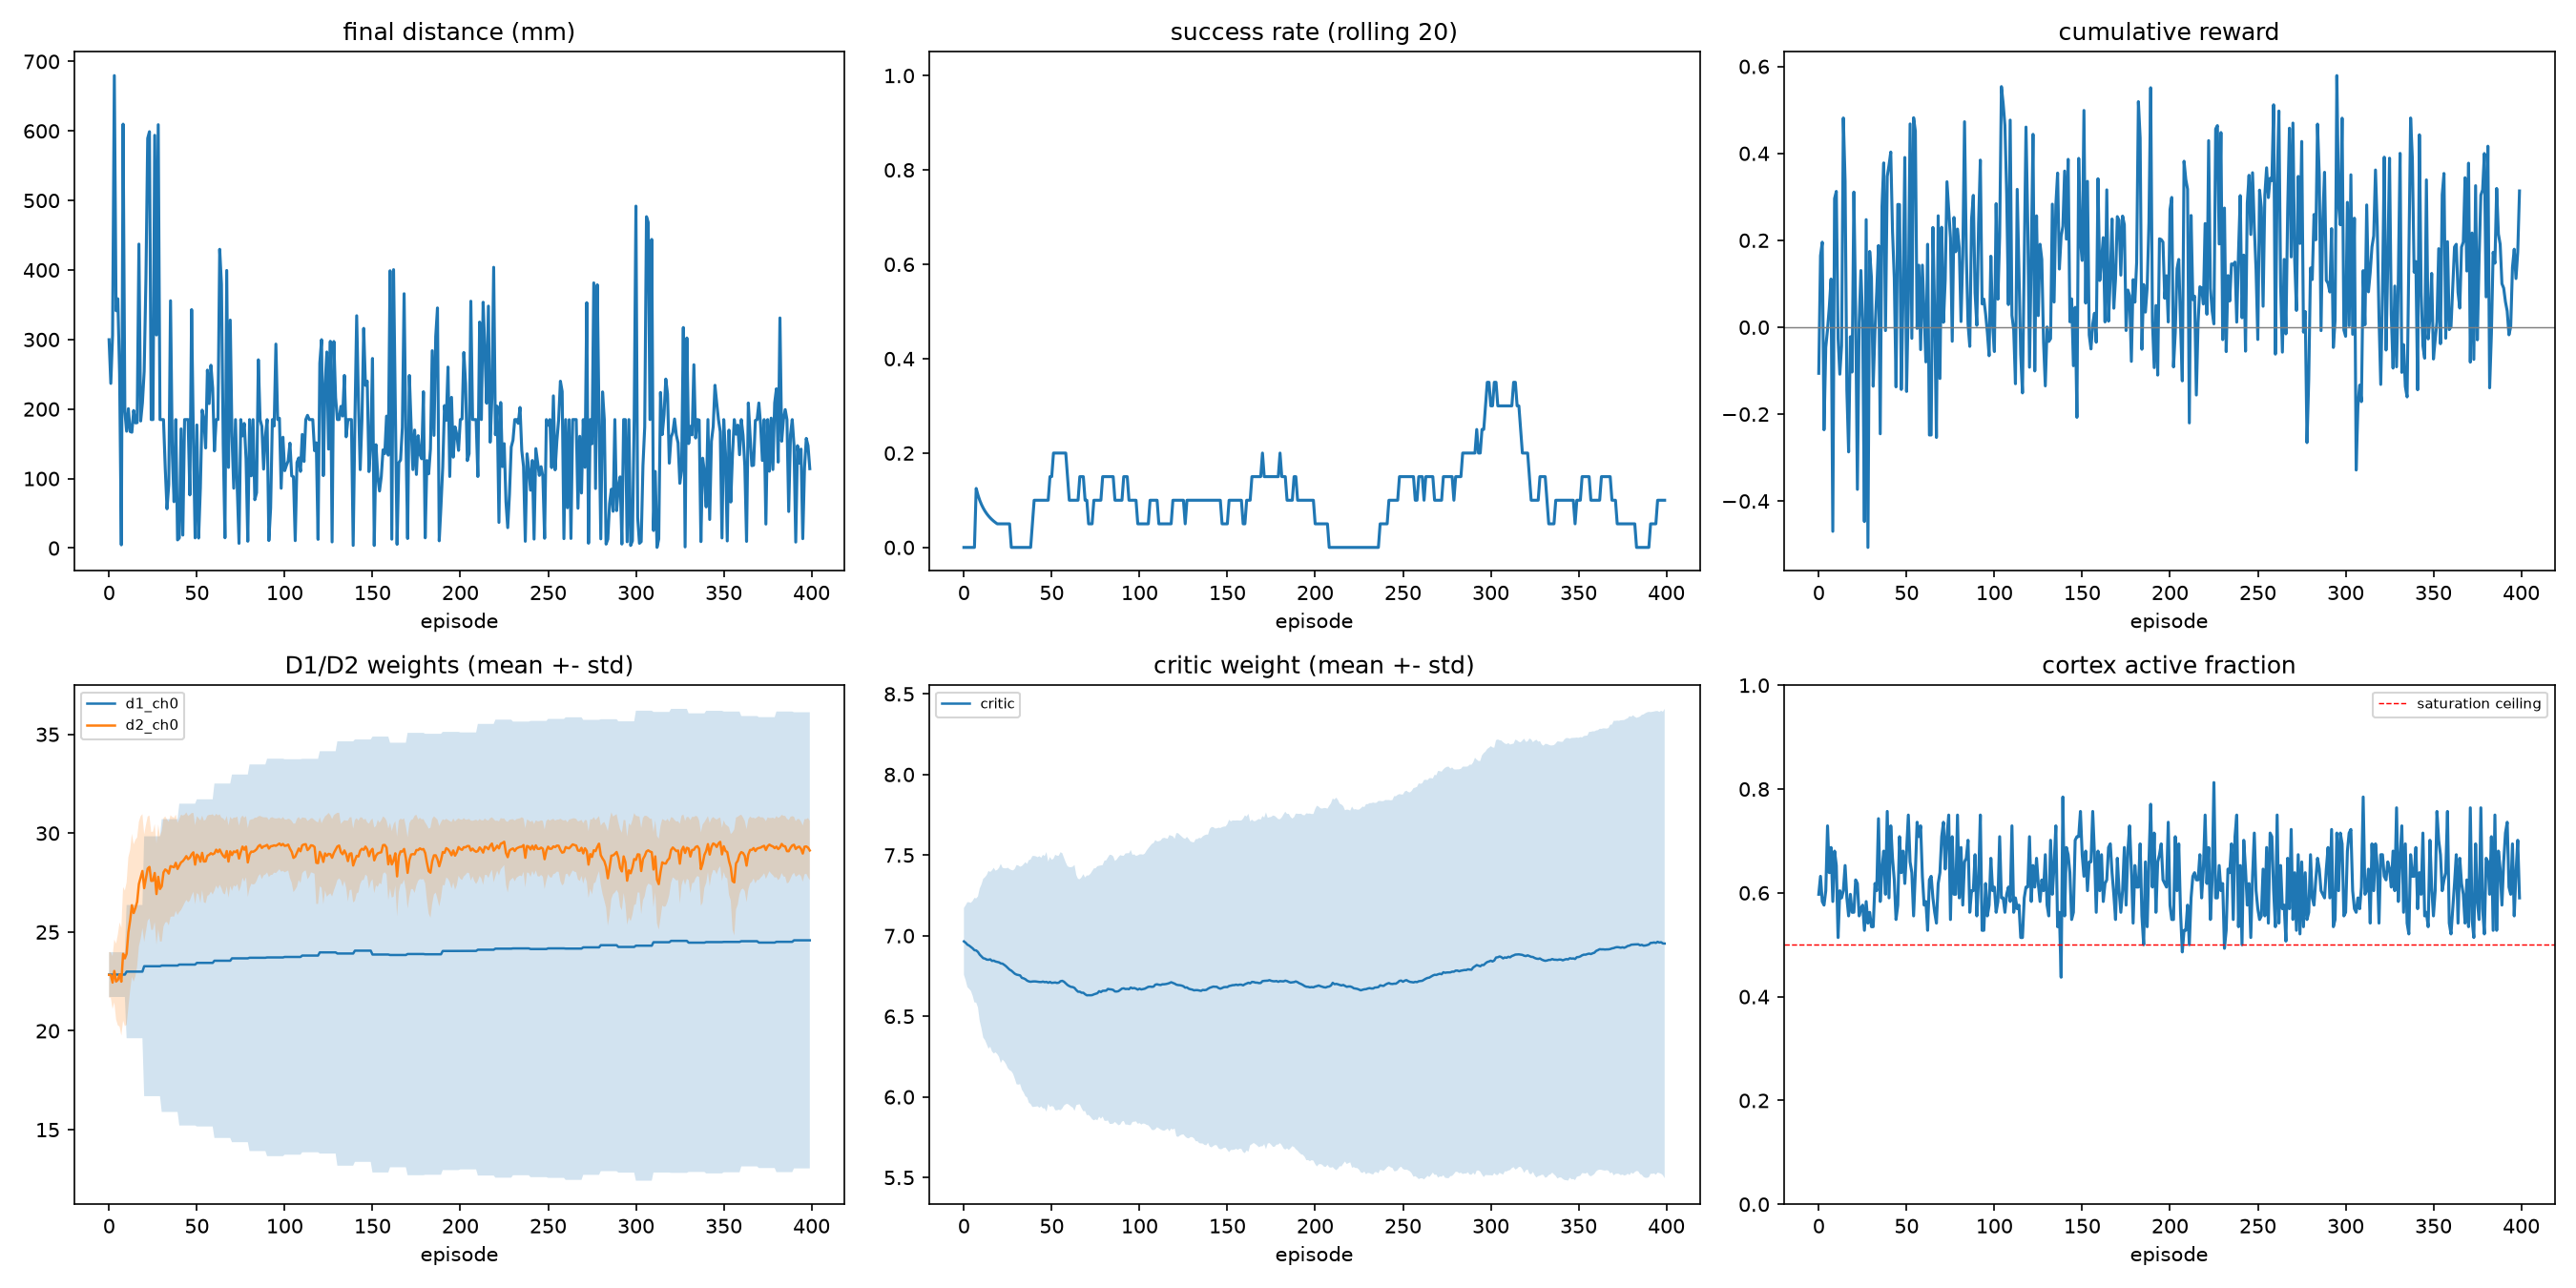 final distance (mm)
700
600
500
400
300
200
100
0
0 50 100 150 200 250 300 350 400
episode
success rate (rolling 20)
1.0
0.8
0.6
0.4
0.2
0.0
0 50 100 150 200 250 300 350 400
episode
cumulative reward
0.6
0.4
0.2
0.0
−0.2
−0.4
0 50 100 150 200 250 300 350 400
episode
D1/D2 weights (mean +- std)
d1_ch0
d2_ch0
35
30
25
20
15
0 50 100 150 200 250 300 350 400
episode
critic weight (mean +- std)
critic
8.5
8.0
7.5
7.0
6.5
6.0
5.5
0 50 100 150 200 250 300 350 400
episode
cortex active fraction
saturation ceiling
1.0
0.8
0.6
0.4
0.2
0.0
0 50 100 150 200 250 300 350 400
episode